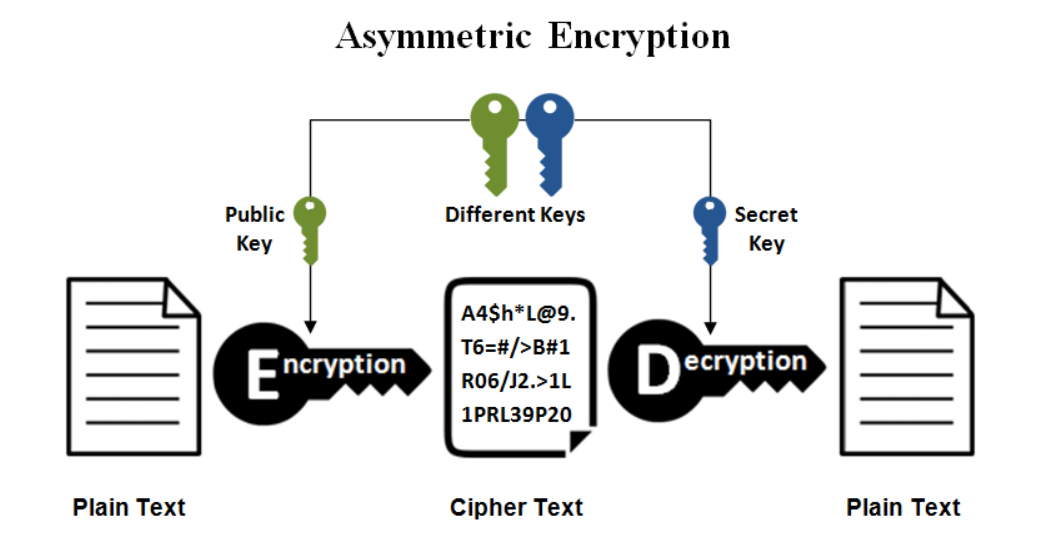 Asymmetric Encryption
Public
Key
Different Keys
Secret
Key
Encryption
A4$h*L@9.
T6=#/>B#1
R06/J2.>1L
1PRL39P20
Decryption
Plain Text
Cipher Text
Plain Text